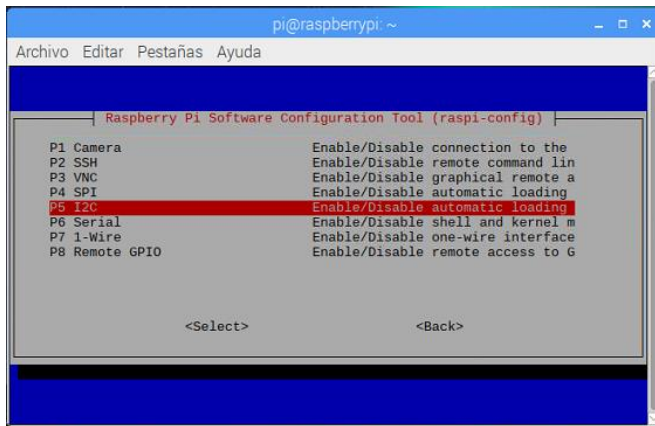 pi@raspberrypi: ~
Archivo Editar Pestañas Ayuda
Raspberry Pi Software Configuration Tool (raspi-config)
P1 Camera Enable/Disable connection to the
P2 SSH Enable/Disable remote command lin
P3 VNC Enable/Disable graphical remote a
P4 SPI Enable/Disable automatic loading
P5 I2C Enable/Disable automatic loading
P6 Serial Enable/Disable shell and kernel m
P7 1-Wire Enable/Disable one-wire interface
P8 Remote GPIO Enable/Disable remote access to G
<Select> <Back>